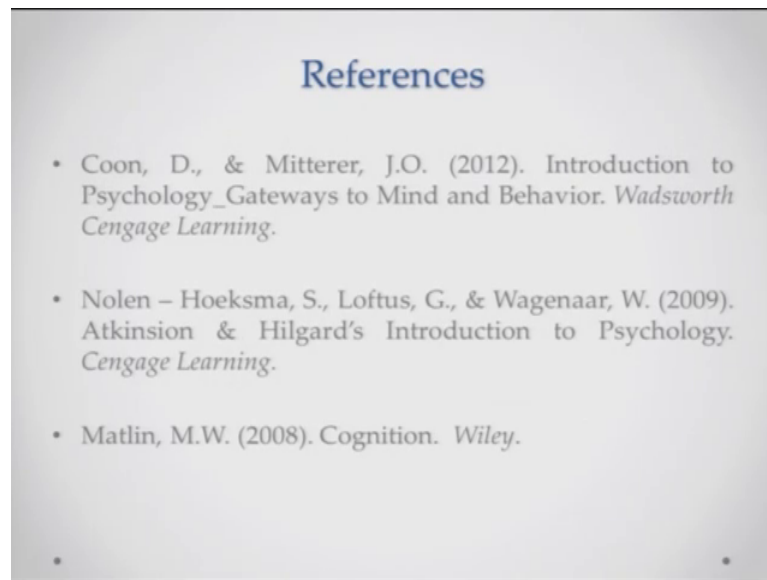 References
• Coon, D., & Mitterer, J.O. (2012). Introduction to
Psychology_Gateways to Mind and Behavior. Wadsworth
Cengage Learning.
• Nolen – Hoeksma, S., Loftus, G., & Wagenaar, W. (2009).
Atkinsion & Hilgard's Introduction to Psychology.
Cengage Learning.
• Matlin, M.W. (2008). Cognition. Wiley.